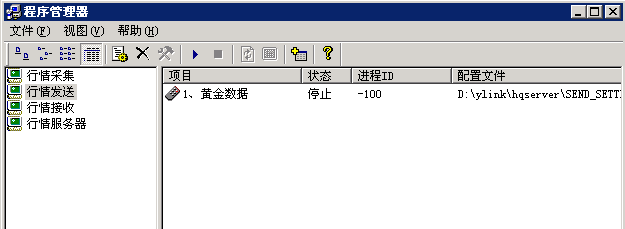 程序管理器
文件(F) 视图(V) 帮助(H)
行情采集
行情发送
行情接收
行情服务器
项目 状态 进程ID 配置文件
1、黄金数据 停止 -100 D:\ylink\hqserver\SEND_SETT